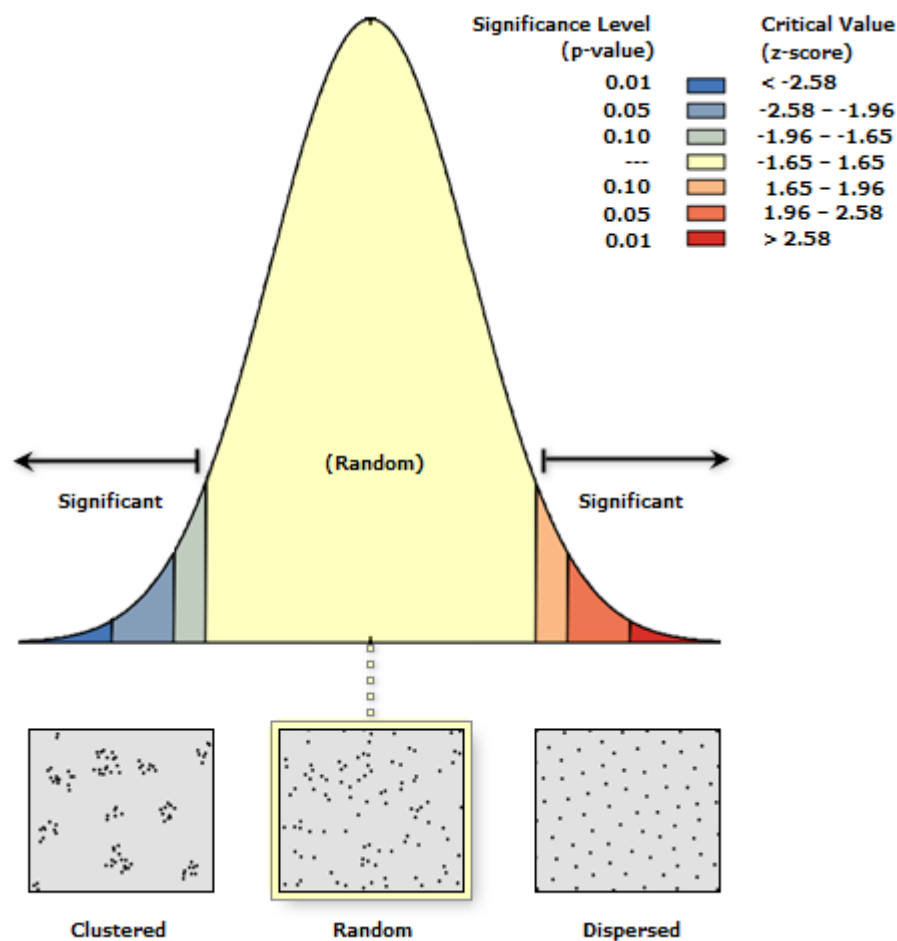 Significance Level
(p-value)
Critical Value
(z-score)
0.01 < -2.58
0.05 -2.58 – -1.96
0.10 -1.96 – -1.65
--- -1.65 – 1.65
0.10 1.65 – 1.96
0.05 1.96 – 2.58
0.01 > 2.58
(Random)
Significant
Significant
Clustered
Random
Dispersed